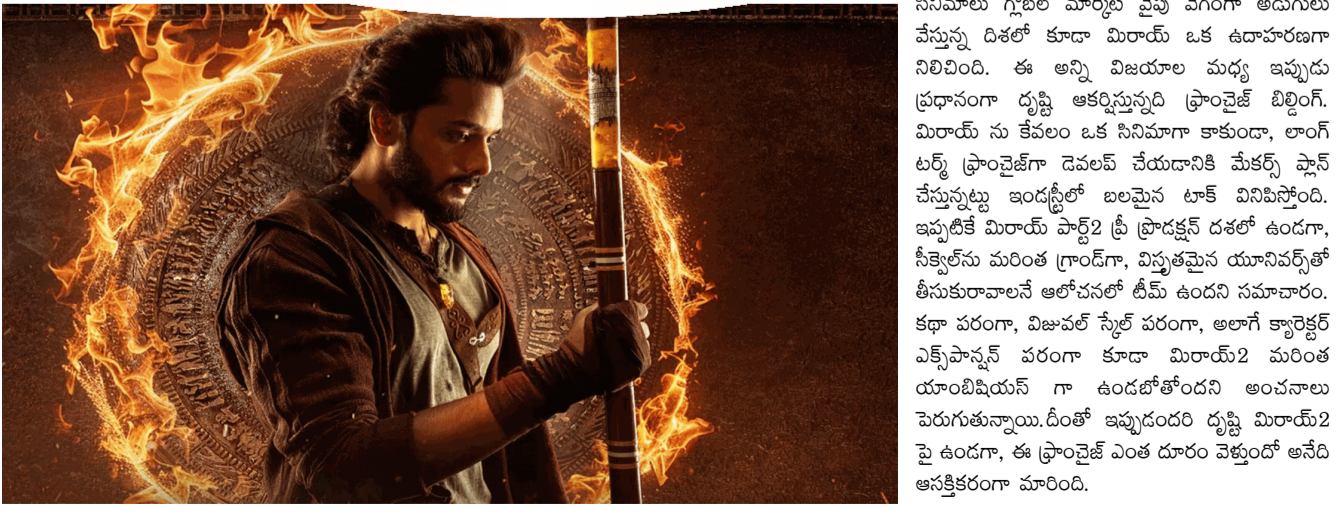 సినిమాలు గ్లోబల్ మార్కెట్ వైపు వేగంగా అడుగులు
వేస్తున్న దిశలో కూడా మిరాయ్ ఒక ఉదాహరణగా
నిలిచింది. ఈ అన్ని విజయాల మధ్య ఇప్పుడు
ప్రధానంగా దృష్టి ఆకర్షిస్తున్నది ఫ్రాంచైజ్ బిల్డింగ్.
మిరాయ్ ను కేవలం ఒక సినిమాగా కాకుండా, లాంగ్
టర్మ్ ఫ్రాంచైజ్‌గా డెవలప్ చేయడానికి మేకర్స్ ప్లాన్
చేస్తున్నట్టు ఇండస్ట్రీలో బలమైన టాక్ వినిపిస్తోంది.
ఇప్పటికే మిరాయ్ పార్ట్2 ప్రీ ప్రొడక్షన్ దశలో ఉండగా,
సీక్వెల్‌ను మరింత గ్రాండ్‌గా, విస్తృతమైన యూనివర్స్‌తో
తీసుకురావాలనే ఆలోచనలో టీమ్ ఉందని సమాచారం.
కథా పరంగా, విజువల్ స్కేల్ పరంగా, అలాగే క్యారెక్టర్
ఎక్స్‌పాన్షన్ పరంగా కూడా మిరాయ్2 మరింత
యాంబిషియస్ గా ఉండబోతోందని అంచనాలు
పెరుగుతున్నాయి.దీంతో ఇప్పుడందరి దృష్టి మిరాయ్2
పై ఉండగా, ఈ ఫ్రాంచైజ్ ఎంత దూరం వెళ్తుందో అనేది
ఆసక్తికరంగా మారింది.